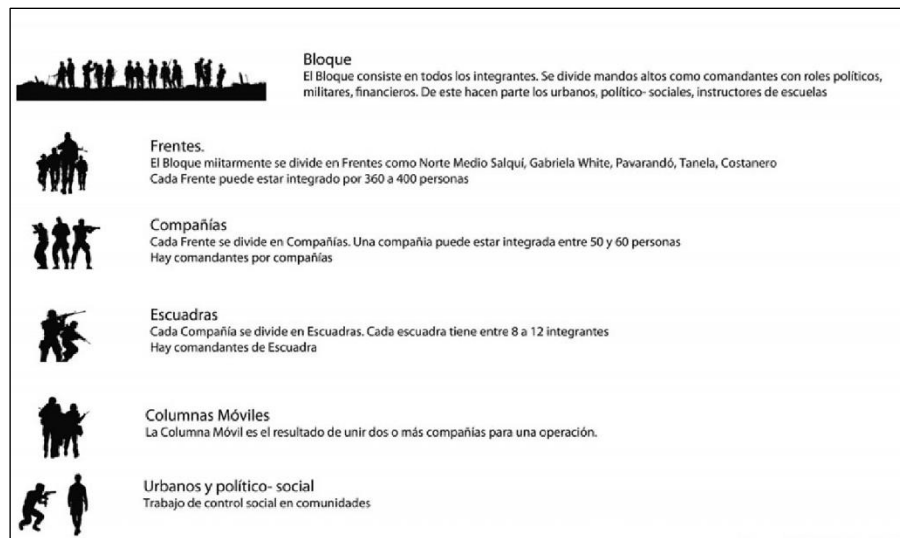 Bloque
El Bloque consiste en todos los integrantes. Se divide mandos altos como comandantes con roles políticos,
militares, financieros. De este hacen parte los urbanos, político- sociales, instructores de escuelas
Frentes.
El Bloque miitarmente se divide en Frentes como Norte Medio Salquí, Gabriela White, Pavarandó, Tanela, Costanero
Cada Frente puede estar integrado por 360 a 400 personas
Compañías
Cada Frente se divide en Compañías. Una compañia puede estar integrada entre 50 y 60 personas
Hay comandantes por compañías
Escuadras
Cada Compañía se divide en Escuadras. Cada escuadra tiene entre 8 a 12 integrantes
Hay comandantes de Escuadra
Columnas Móviles
La Columna Móvil es el resultado de unir dos o más compañías para una operación.
Urbanos y político- social
Trabajo de control social en comunidades